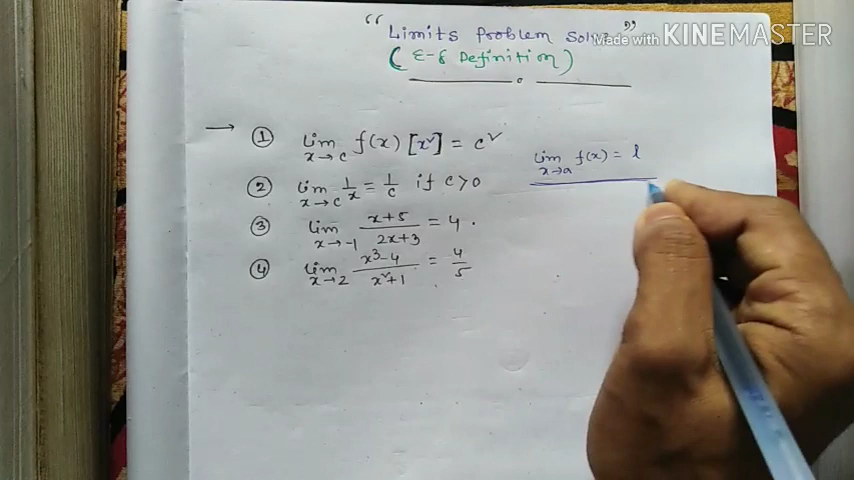 “Limits Problem Solve”
Made with KINEMASTER
(ε-δ Definition)
→ ① lim x→c f(x) [x²] = c²
lim x→a f(x) = l
② lim x→c 1/x = 1/c if c>0
③ lim x→-1 (x+5)/(2x+3) = 4.
④ lim x→2 (x³-4)/(x²+1) = 4/5